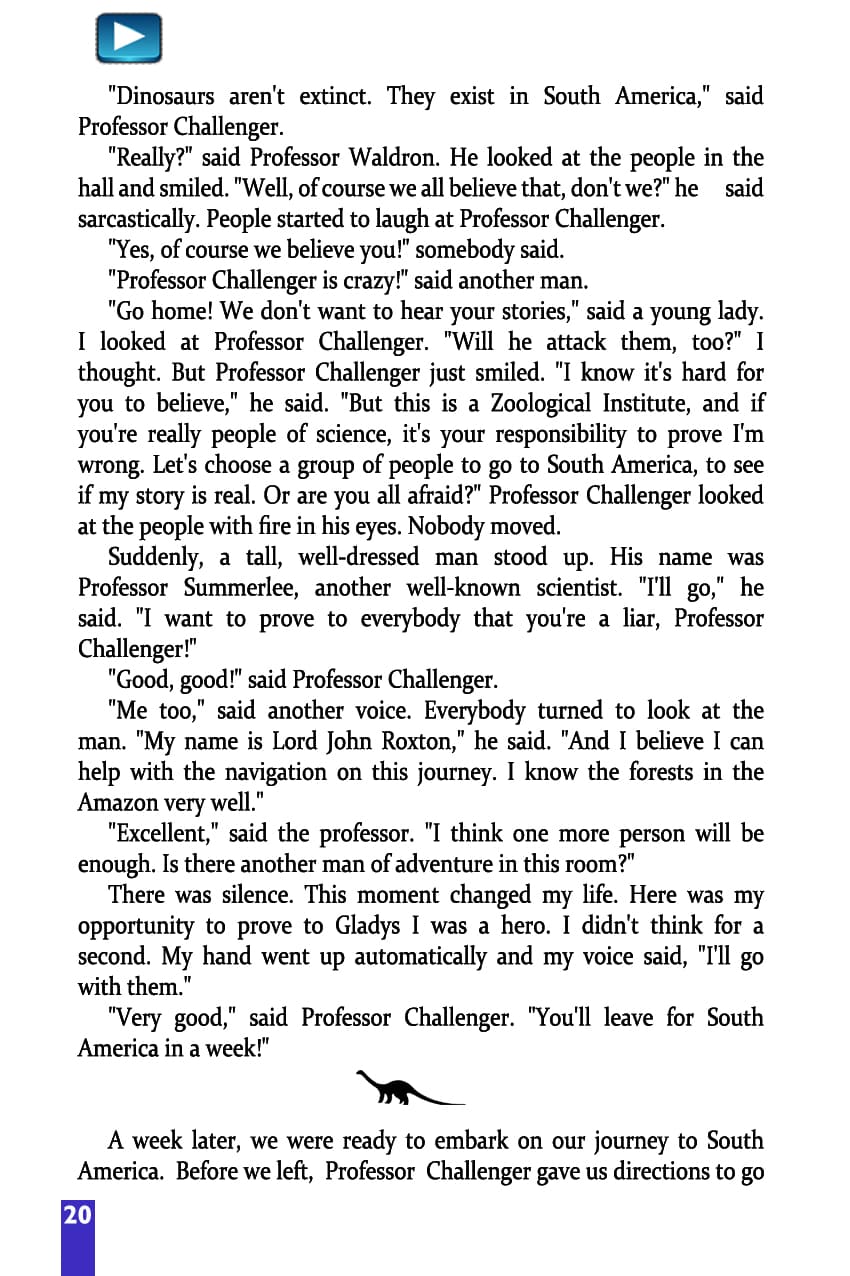 "Dinosaurs aren't extinct. They exist in South America," said
Professor Challenger.
"Really?" said Professor Waldron. He looked at the people in the
hall and smiled. "Well, of course we all believe that, don't we?" he said
sarcastically. People started to laugh at Professor Challenger.
"Yes, of course we believe you!" somebody said.
"Professor Challenger is crazy!" said another man.
"Go home! We don't want to hear your stories," said a young lady.
I looked at Professor Challenger. "Will he attack them, too?" I
thought. But Professor Challenger just smiled. "I know it's hard for
you to believe," he said. "But this is a Zoological Institute, and if
you're really people of science, it's your responsibility to prove I'm
wrong. Let's choose a group of people to go to South America, to see
if my story is real. Or are you all afraid?" Professor Challenger looked
at the people with fire in his eyes. Nobody moved.
Suddenly, a tall, well-dressed man stood up. His name was
Professor Summerlee, another well-known scientist. "I'll go," he
said. "I want to prove to everybody that you're a liar, Professor
Challenger!"
"Good, good!" said Professor Challenger.
"Me too," said another voice. Everybody turned to look at the
man. "My name is Lord John Roxton," he said. "And I believe I can
help with the navigation on this journey. I know the forests in the
Amazon very well."
"Excellent," said the professor. "I think one more person will be
enough. Is there another man of adventure in this room?"
There was silence. This moment changed my life. Here was my
opportunity to prove to Gladys I was a hero. I didn't think for a
second. My hand went up automatically and my voice said, "I'll go
with them."
"Very good," said Professor Challenger. "You'll leave for South
America in a week!"
A week later, we were ready to embark on our journey to South
America. Before we left, Professor Challenger gave us directions to go
20